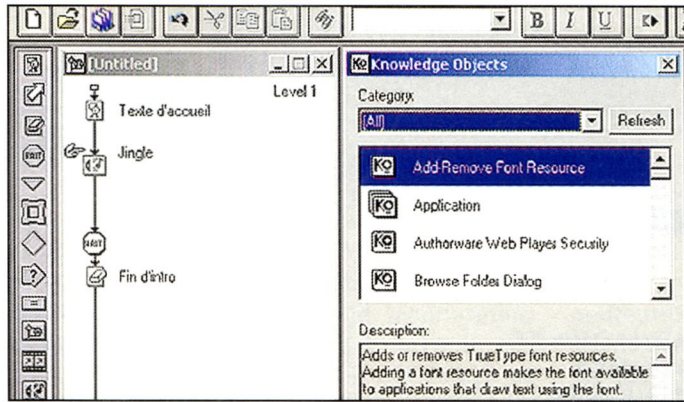 B I U
[Untitled]
Level 1
Texte d'accueil
Jingle
WAIT
Fin d'intro
WAIT
Knowledge Objects
Category:
[All]
Refresh
Add-Remove Font Resource
Application
Authorware Web Player Security
Browse Folder Dialog
Description:
Adds or removes TrueType font resources.
Adding a font resource makes the font available
to applications that draw text using the font.